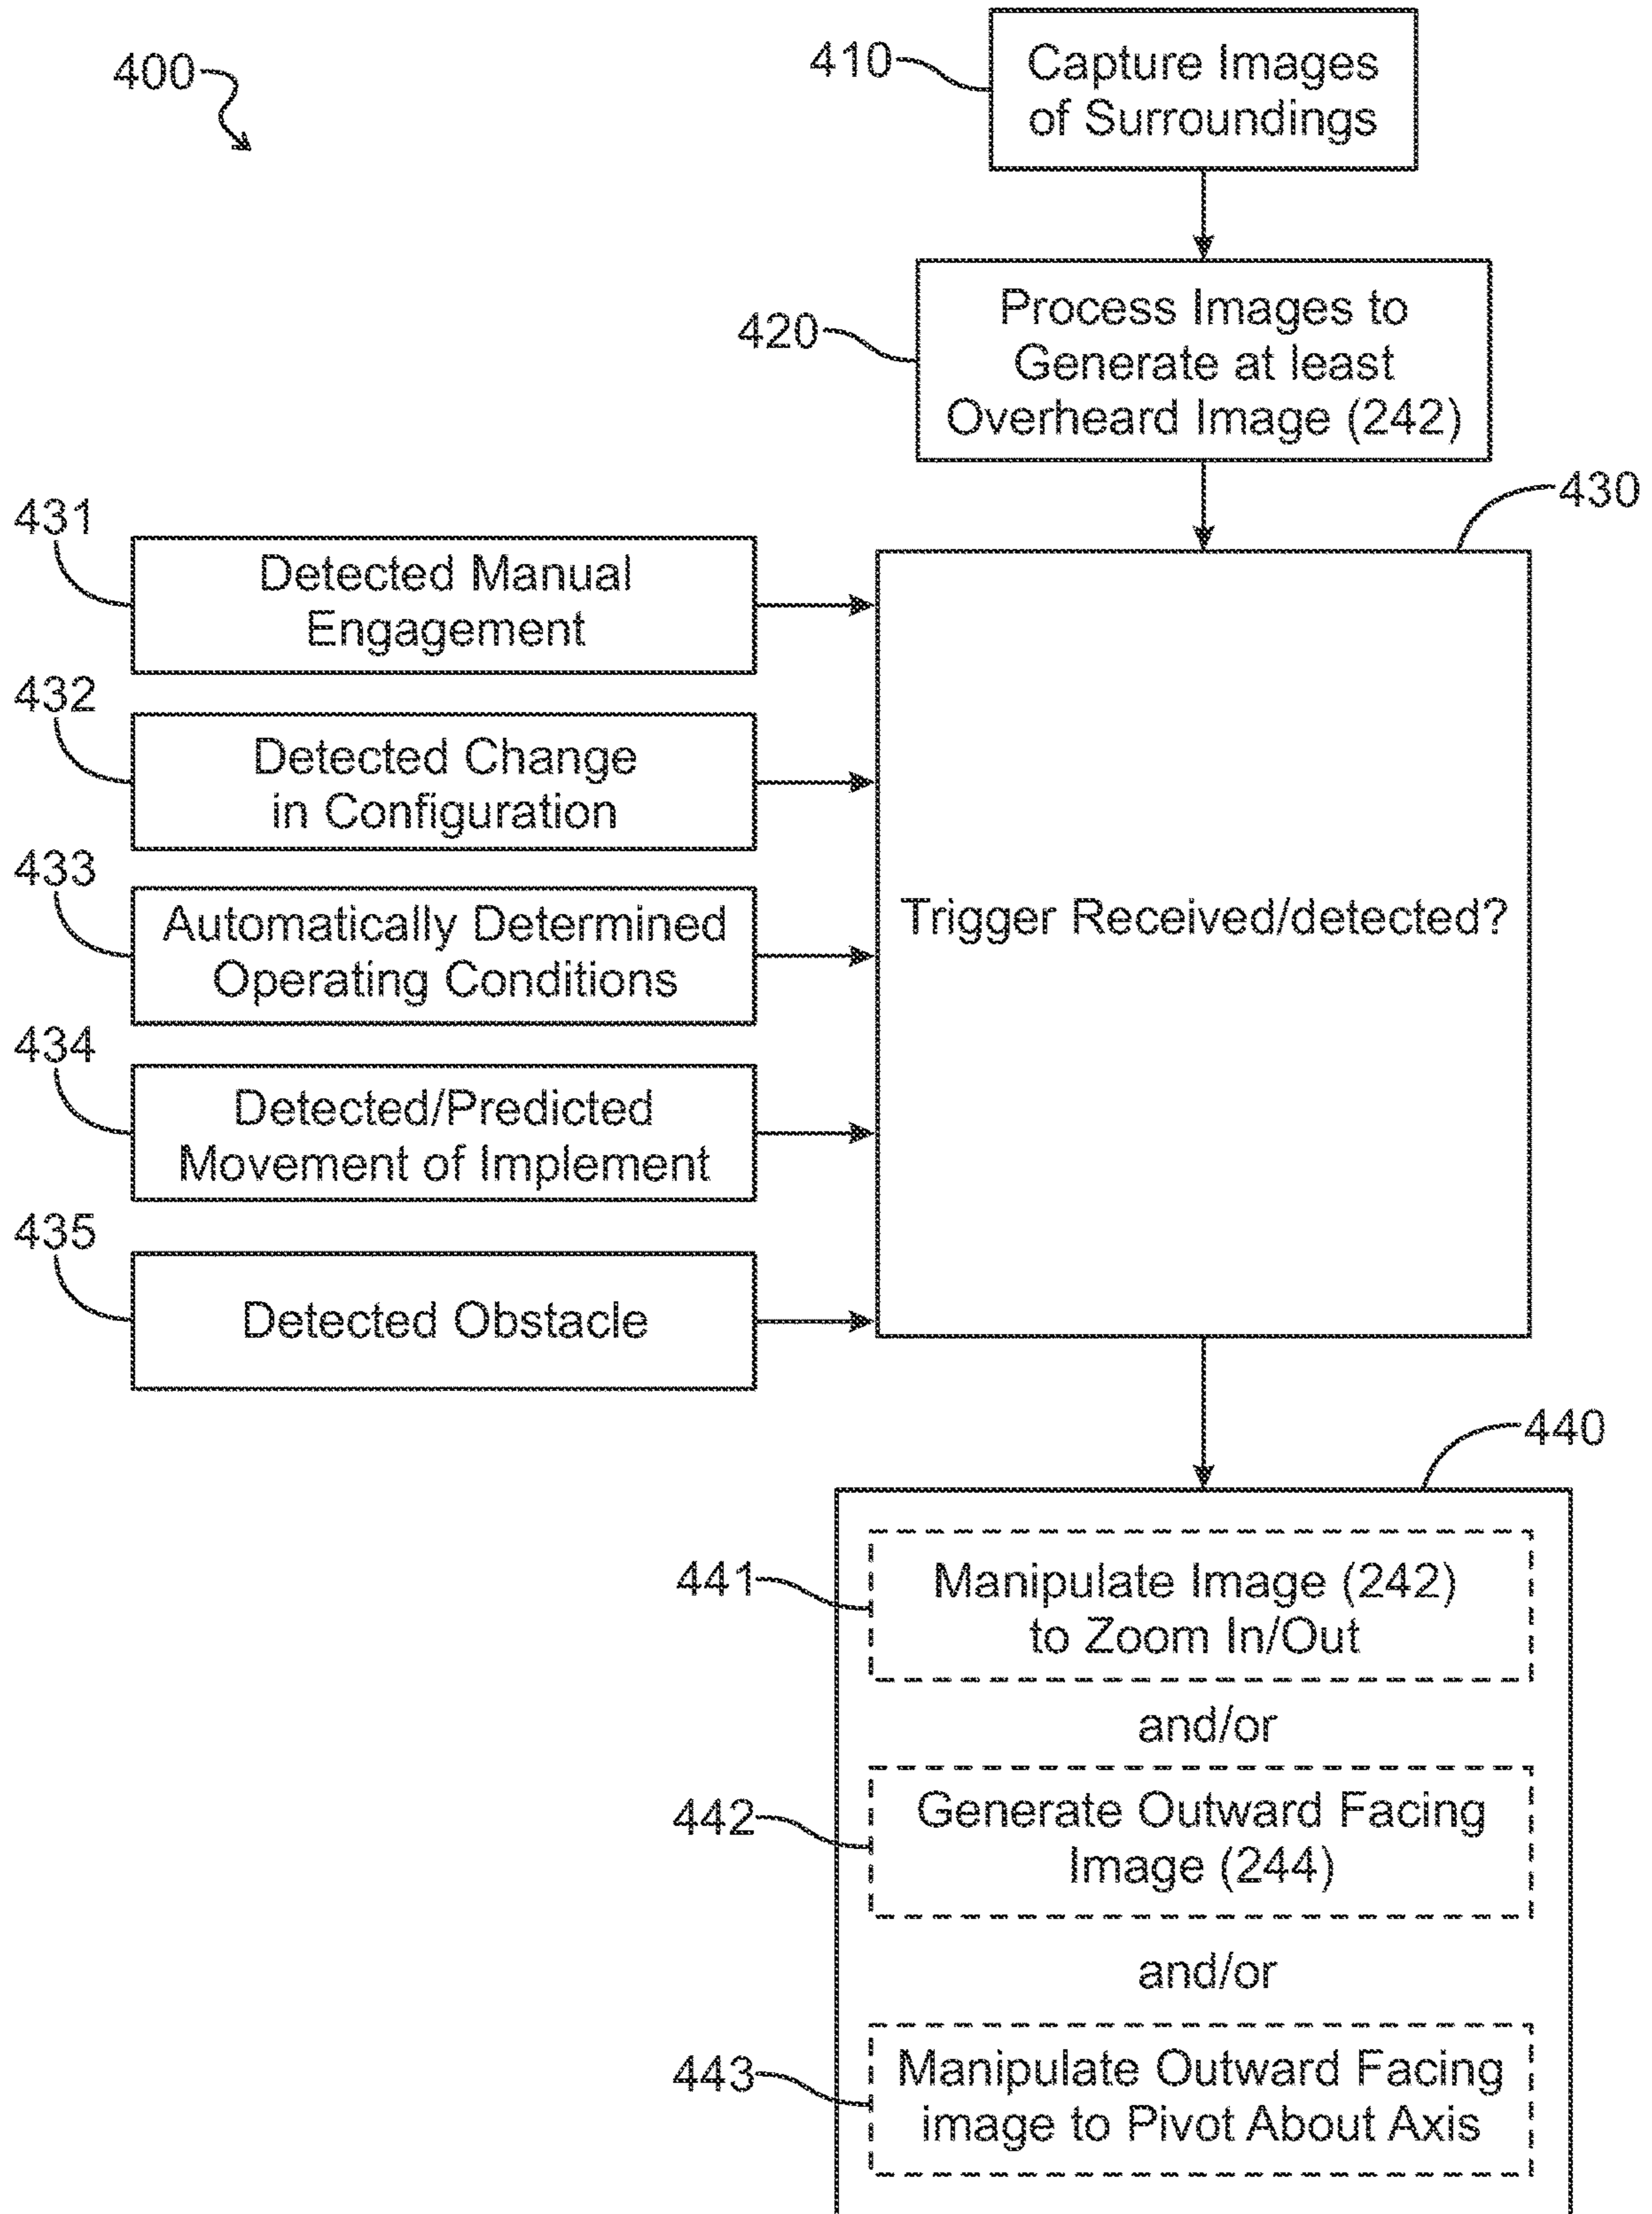 400
410
Capture Images
of Surroundings
420
Process Images to
Generate at least
Overheard Image (242)
430
431
Detected Manual
Engagement
432
Detected Change
in Configuration
433
Automatically Determined
Operating Conditions
434
Detected/Predicted
Movement of Implement
435
Detected Obstacle
Trigger Received/detected?
440
441
Manipulate Image (242)
to Zoom In/Out
and/or
442
Generate Outward Facing
Image (244)
and/or
443
Manipulate Outward Facing
image to Pivot About Axis